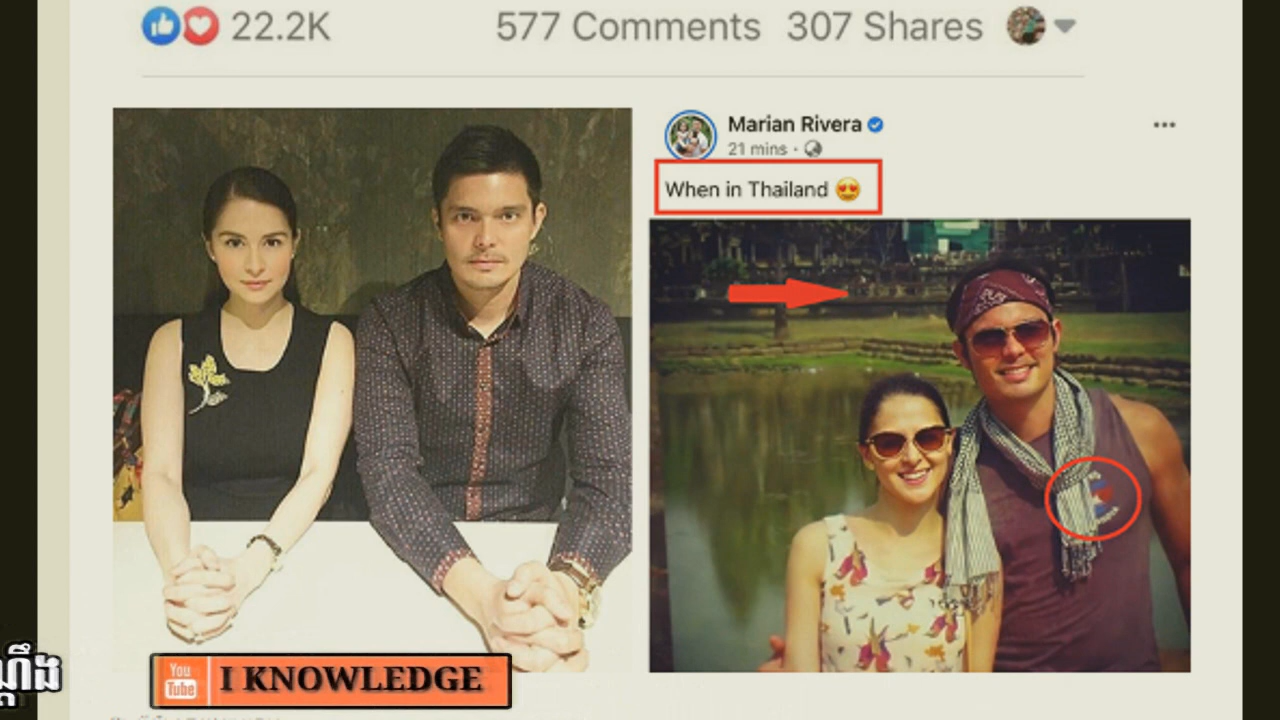 22.2K 577 Comments 307 Shares
Marian Rivera
21 mins ·
When in Thailand 😍
You
Tube
I KNOWLEDGE